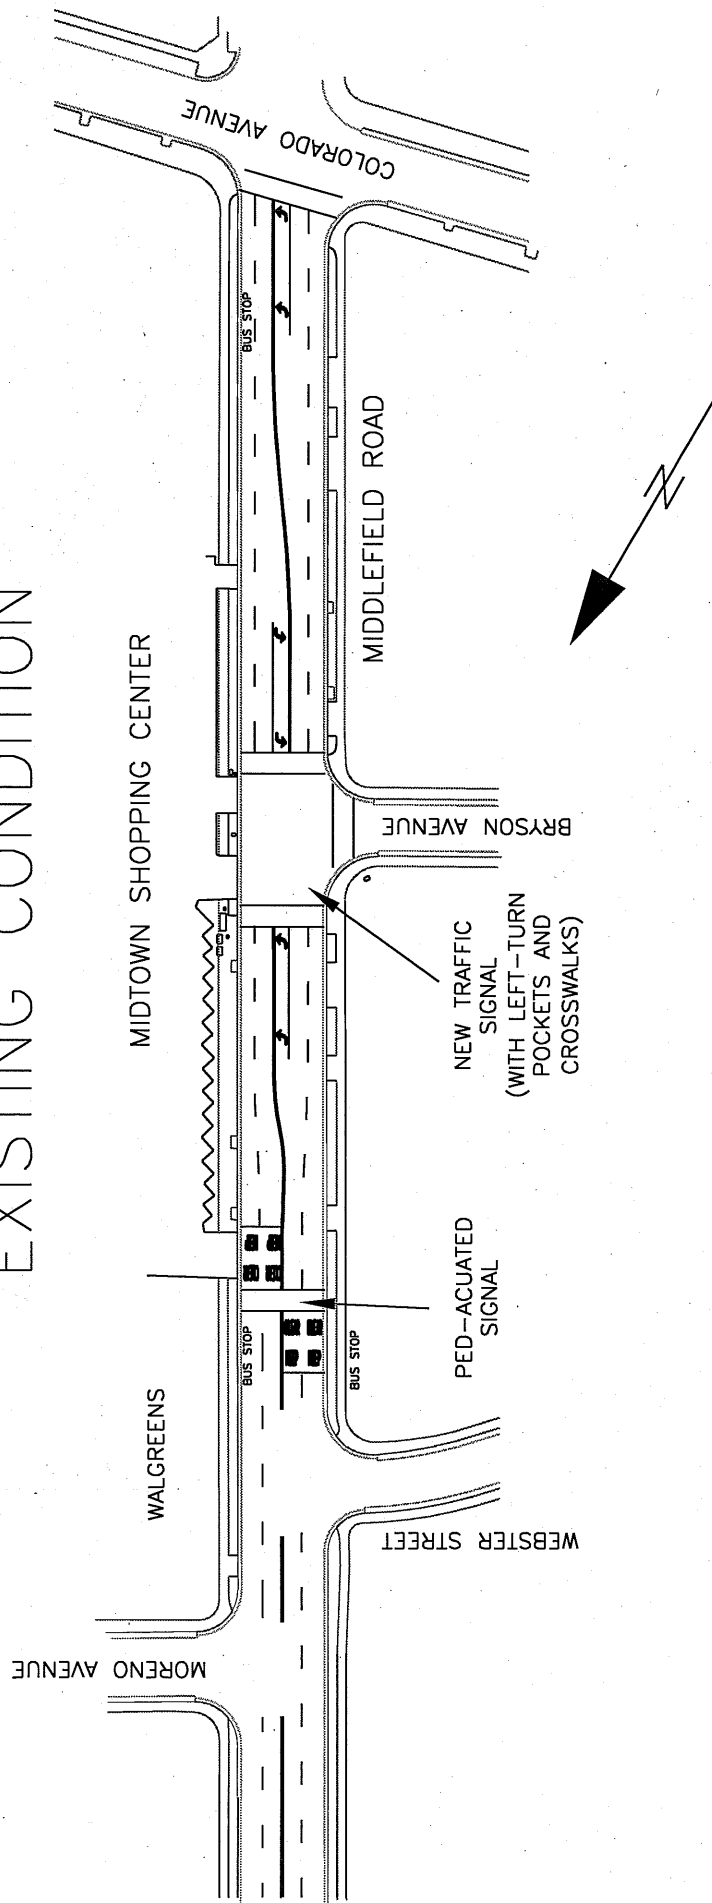 EXISTING CONDITION
COLORADO AVENUE
BUS STOP
MIDDLEFIELD ROAD
MIDTOWN SHOPPING CENTER
N
BRYSON AVENUE
NEW TRAFFIC
SIGNAL
(WITH LEFT-TURN
POCKETS AND
CROSSWALKS)
PED-ACUATED
SIGNAL
BUS STOP
BUS STOP
WALGREENS
WEBSTER STREET
MORENO AVENUE